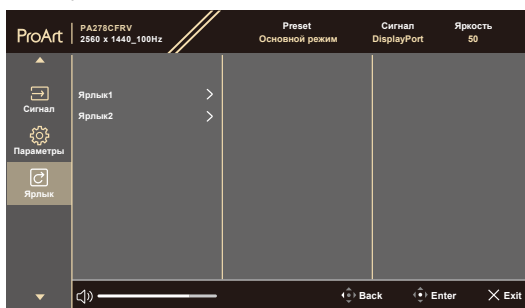 ProArt
PA278CFRV
2560 x 1440_100Hz
Preset
Основной режим
Сигнал
DisplayPort
Яркость
50
Сигнал
Параметры
Ярлык
Ярлык1
Ярлык2
Back
Enter
Exit